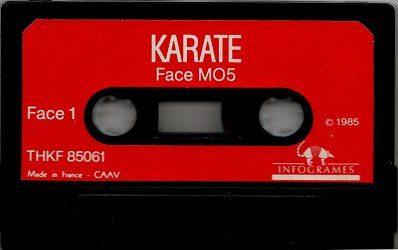 KARATE
Face MO5
Face 1
© 1985
THKF 85061
Made in France - CAAV
INFOGRAMES